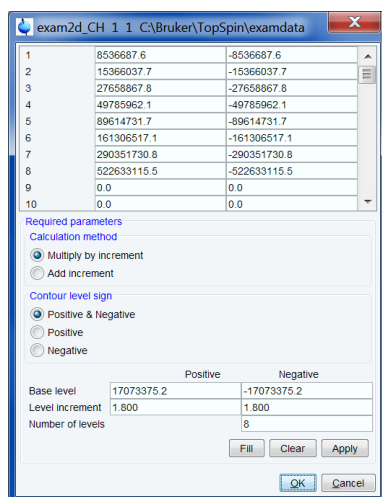 exam2d_CH 1 1 C:\Bruker\TopSpin\examdata
1 8536687.6 -8536687.6
2 15366037.7 -15366037.7
3 27658867.8 -27658867.8
4 49785962.1 -49785962.1
5 89614731.7 -89614731.7
6 161306517.1 -161306517.1
7 290351730.8 -290351730.8
8 522633115.5 -522633115.5
9 0.0 0.0
10 0.0 0.0
Required parameters
Calculation method
Multiply by increment
Add increment
Contour level sign
Positive & Negative
Positive
Negative
Positive Negative
Base level 17073375.2 -17073375.2
Level increment 1.800 1.800
Number of levels 8
Fill Clear Apply
OK Cancel